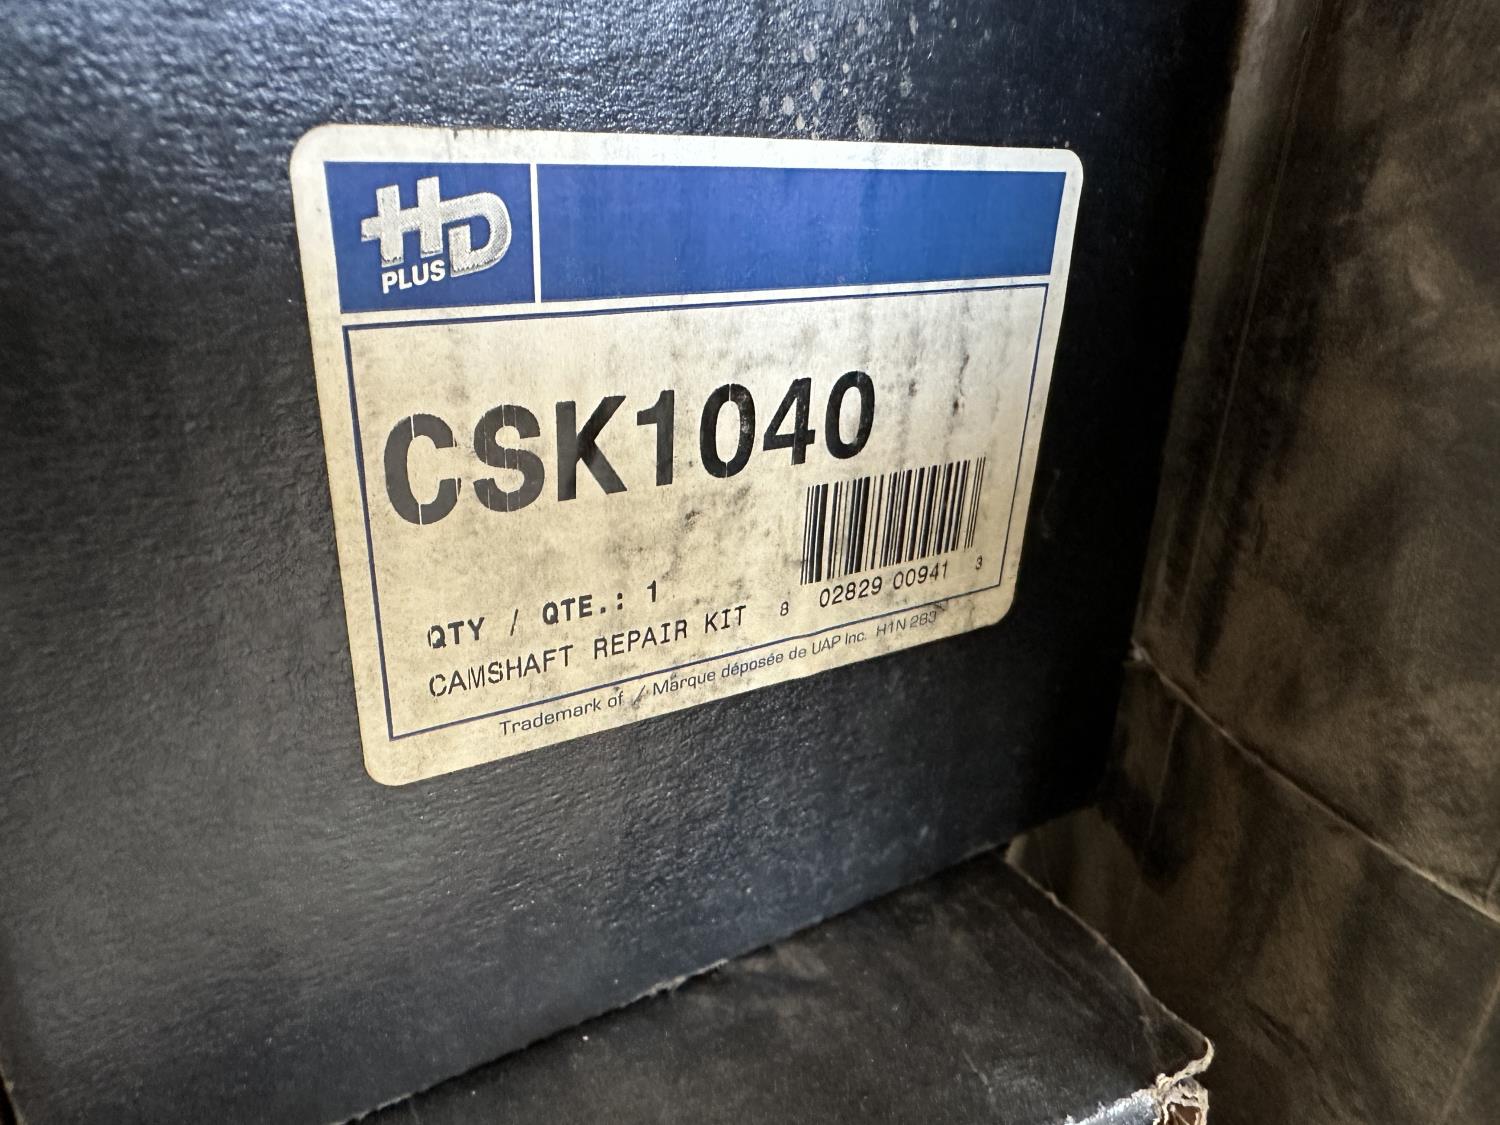 HD
PLUS
CSK1040
QTY / QTE.: 1
CAMSHAFT REPAIR KIT
8 02829 00941 3
Trademark of / Marque déposée de UAP Inc. H1N 2B3